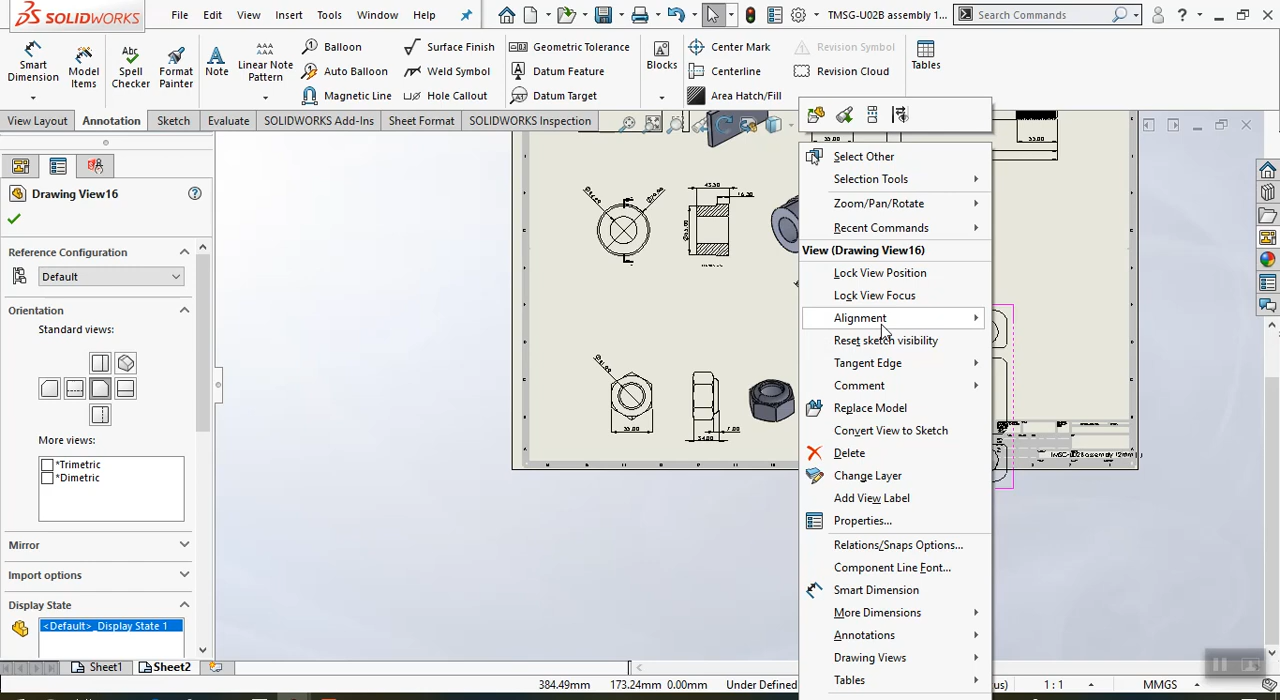 SOLIDWORKS
File Edit View Insert Tools Window Help
TMSG-U02B assembly 1...
Search Commands
Smart Dimension
Model Items
Spell Checker
Format Painter
Note
Linear Note Pattern
Balloon
Auto Balloon
Magnetic Line
Surface Finish
Weld Symbol
Hole Callout
Geometric Tolerance
Datum Feature
Datum Target
Blocks
Center Mark
Centerline
Area Hatch/Fill
Revision Symbol
Revision Cloud
Tables
View Layout Annotation Sketch Evaluate SOLIDWORKS Add-Ins Sheet Format SOLIDWORKS Inspection
Drawing View16
Reference Configuration
Default
Orientation
Standard views:
More views:
*Trimetric
*Dimetric
Mirror
Import options
Display State
<Default>_Display State 1
Select Other
Selection Tools
Zoom/Pan/Rotate
Recent Commands
View (Drawing View16)
Lock View Position
Lock View Focus
Alignment
Reset sketch visibility
Tangent Edge
Comment
Replace Model
Convert View to Sketch
Delete
Change Layer
Add View Label
Properties...
Relations/Snaps Options...
Component Line Font...
Smart Dimension
More Dimensions
Annotations
Drawing Views
Tables
Sheet1 Sheet2
384.49mm 173.24mm 0.00mm Under Defined 1 : 1 MMGS